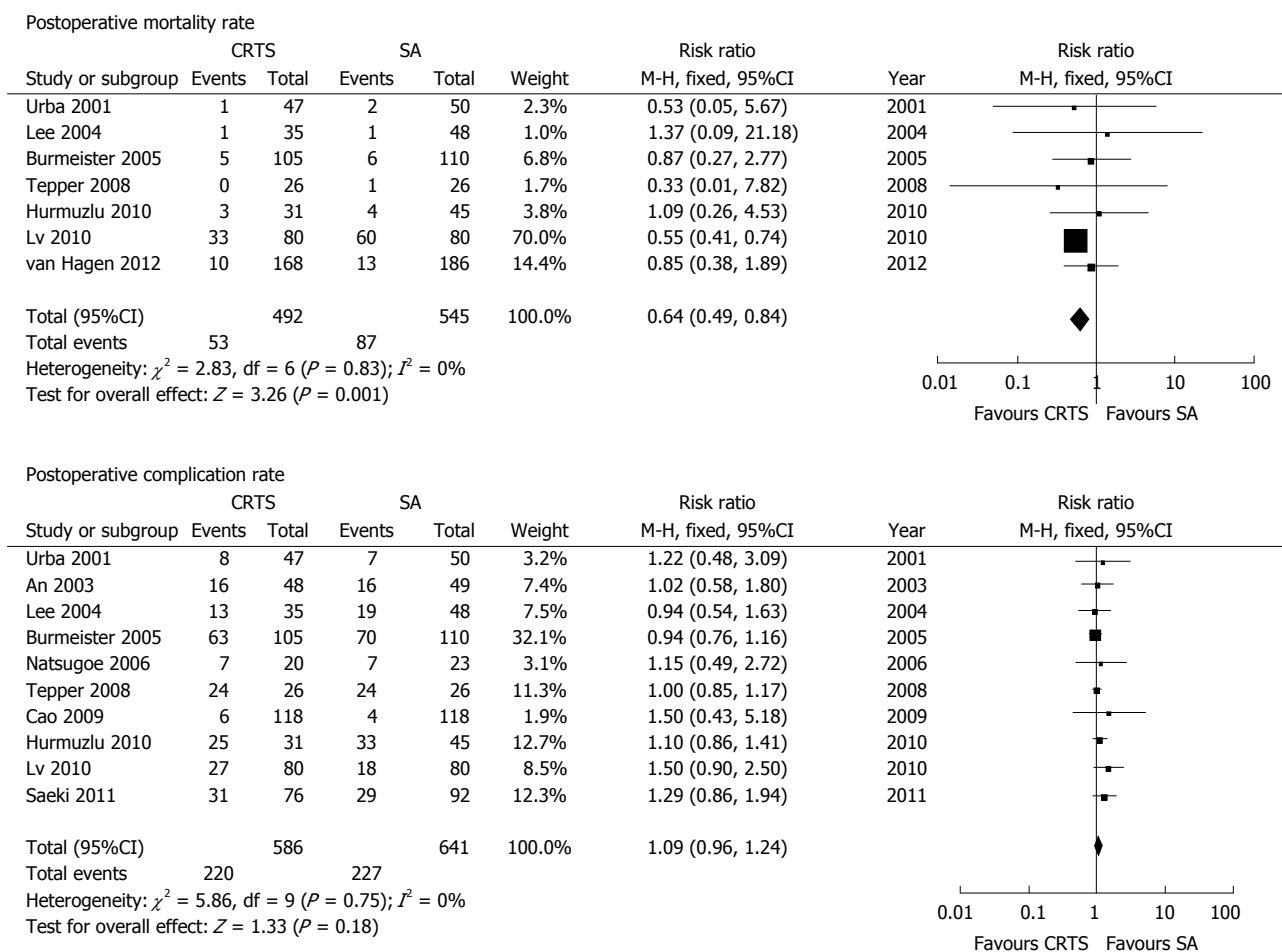 Postoperative mortality rate
CRTS SA Risk ratio Risk ratio
Study or subgroup Events Total Events Total Weight M-H, fixed, 95%CI Year M-H, fixed, 95%CI
Urba 2001 1 47 2 50 2.3% 0.53 (0.05, 5.67) 2001
Lee 2004 1 35 1 48 1.0% 1.37 (0.09, 21.18) 2004
Burmeister 2005 5 105 6 110 6.8% 0.87 (0.27, 2.77) 2005
Tepper 2008 0 26 1 26 1.7% 0.33 (0.01, 7.82) 2008
Hurmuzlu 2010 3 31 4 45 3.8% 1.09 (0.26, 4.53) 2010
Lv 2010 33 80 60 80 70.0% 0.55 (0.41, 0.74) 2010
van Hagen 2012 10 168 13 186 14.4% 0.85 (0.38, 1.89) 2012
Total (95%CI) 492 545 100.0% 0.64 (0.49, 0.84)
Total events 53 87
Heterogeneity: χ² = 2.83, df = 6 (P = 0.83); I² = 0%
Test for overall effect: Z = 3.26 (P = 0.001)
0.01 0.1 1 10 100
Favours CRTS Favours SA
Postoperative complication rate
CRTS SA Risk ratio Risk ratio
Study or subgroup Events Total Events Total Weight M-H, fixed, 95%CI Year M-H, fixed, 95%CI
Urba 2001 8 47 7 50 3.2% 1.22 (0.48, 3.09) 2001
An 2003 16 48 16 49 7.4% 1.02 (0.58, 1.80) 2003
Lee 2004 13 35 19 48 7.5% 0.94 (0.54, 1.63) 2004
Burmeister 2005 63 105 70 110 32.1% 0.94 (0.76, 1.16) 2005
Natsugoe 2006 7 20 7 23 3.1% 1.15 (0.49, 2.72) 2006
Tepper 2008 24 26 24 26 11.3% 1.00 (0.85, 1.17) 2008
Cao 2009 6 118 4 118 1.9% 1.50 (0.43, 5.18) 2009
Hurmuzlu 2010 25 31 33 45 12.7% 1.10 (0.86, 1.41) 2010
Lv 2010 27 80 18 80 8.5% 1.50 (0.90, 2.50) 2010
Saeki 2011 31 76 29 92 12.3% 1.29 (0.86, 1.94) 2011
Total (95%CI) 586 641 100.0% 1.09 (0.96, 1.24)
Total events 220 227
Heterogeneity: χ² = 5.86, df = 9 (P = 0.75); I² = 0%
Test for overall effect: Z = 1.33 (P = 0.18)
0.01 0.1 1 10 100
Favours CRTS Favours SA